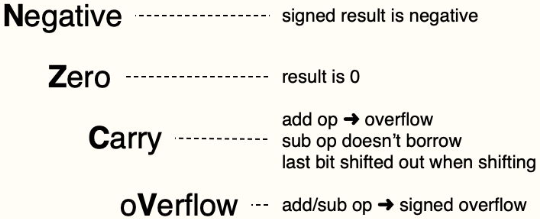 Negative signed result is negative
Zero result is 0
Carry add op ➜ overflow
sub op doesn't borrow
last bit shifted out when shifting
oVerflow add/sub op ➜ signed overflow